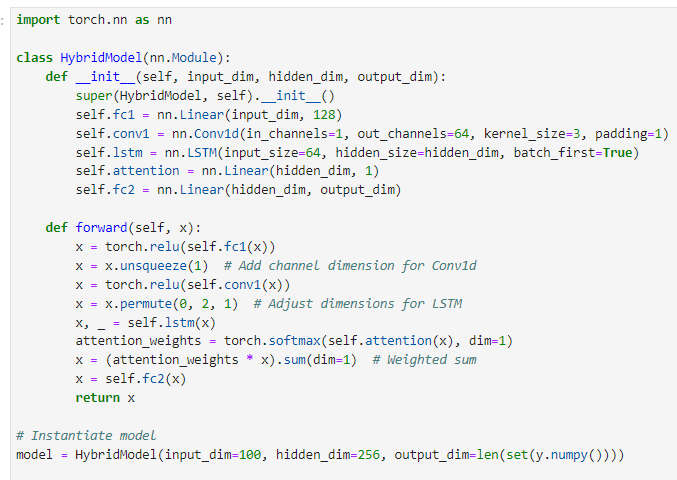 import torch.nn as nn

class HybridModel(nn.Module):
    def __init__(self, input_dim, hidden_dim, output_dim):
        super(HybridModel, self).__init__()
        self.fc1 = nn.Linear(input_dim, 128)
        self.conv1 = nn.Conv1d(in_channels=1, out_channels=64, kernel_size=3, padding=1)
        self.lstm = nn.LSTM(input_size=64, hidden_size=hidden_dim, batch_first=True)
        self.attention = nn.Linear(hidden_dim, 1)
        self.fc2 = nn.Linear(hidden_dim, output_dim)

    def forward(self, x):
        x = torch.relu(self.fc1(x))
        x = x.unsqueeze(1)  # Add channel dimension for Conv1d
        x = torch.relu(self.conv1(x))
        x = x.permute(0, 2, 1)  # Adjust dimensions for LSTM
        x, _ = self.lstm(x)
        attention_weights = torch.softmax(self.attention(x), dim=1)
        x = (attention_weights * x).sum(dim=1)  # Weighted sum
        x = self.fc2(x)
        return x

# Instantiate model
model = HybridModel(input_dim=100, hidden_dim=256, output_dim=len(set(y.numpy())))